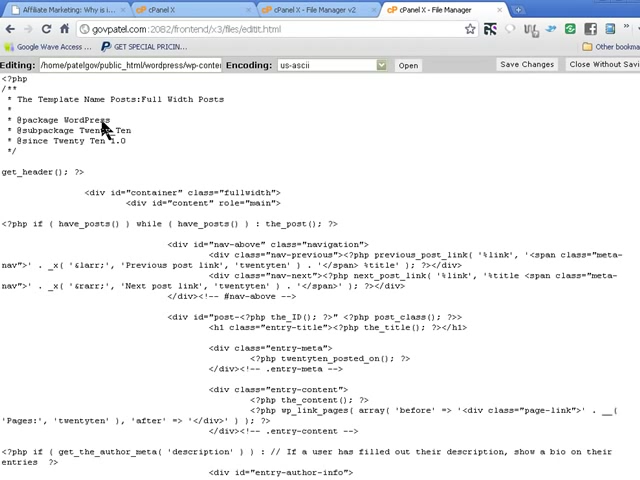 Affiliate Marketing: Why is i...
cPanel X
cPanel X - File Manager v2
cPanel X - File Manager
govpatel.com:2082/frontend/x3/files/editit.html
Google Wave Access...
GET SPECIAL PRICIN...
Other bookma
Editing: /home/patelgov/public_html/wordpress/wp-conte
Encoding: us-ascii
Open
Save Changes
Close Without Savi
<?php
/**
* The Template Name Posts:Full Width Posts
*
* @package WordPress
* @subpackage Twenty_Ten
* @since Twenty Ten 1.0
*/
get_header(); ?>
<div id="container" class="fullwidth">
<div id="content" role="main">
<?php if ( have_posts() ) while ( have_posts() ) : the_post(); ?>
<div id="nav-above" class="navigation">
<div class="nav-previous"><?php previous_post_link( '%link', '<span class="meta-
nav">' . _x( '&larr;', 'Previous post link', 'twentyten' ) . '</span> %title' ); ?></div>
<div class="nav-next"><?php next_post_link( '%link', '%title <span class="meta-
nav">' . _x( '&rarr;', 'Next post link', 'twentyten' ) . '</span>' ); ?></div>
</div><!-- #nav-above -->
<div id="post-<?php the_ID(); ?>" <?php post_class(); ?>>
<h1 class="entry-title"><?php the_title(); ?></h1>
<div class="entry-meta">
<?php twentyten_posted_on(); ?>
</div><!-- .entry-meta -->
<div class="entry-content">
<?php the_content(); ?>
<?php wp_link_pages( array( 'before' => '<div class="page-link">' . __(
'Pages:', 'twentyten' ), 'after' => '</div>' ) ); ?>
</div><!-- .entry-content -->
<?php if ( get_the_author_meta( 'description' ) ) : // If a user has filled out their description, show a bio on their
entries ?>
<div id="entry-author-info">